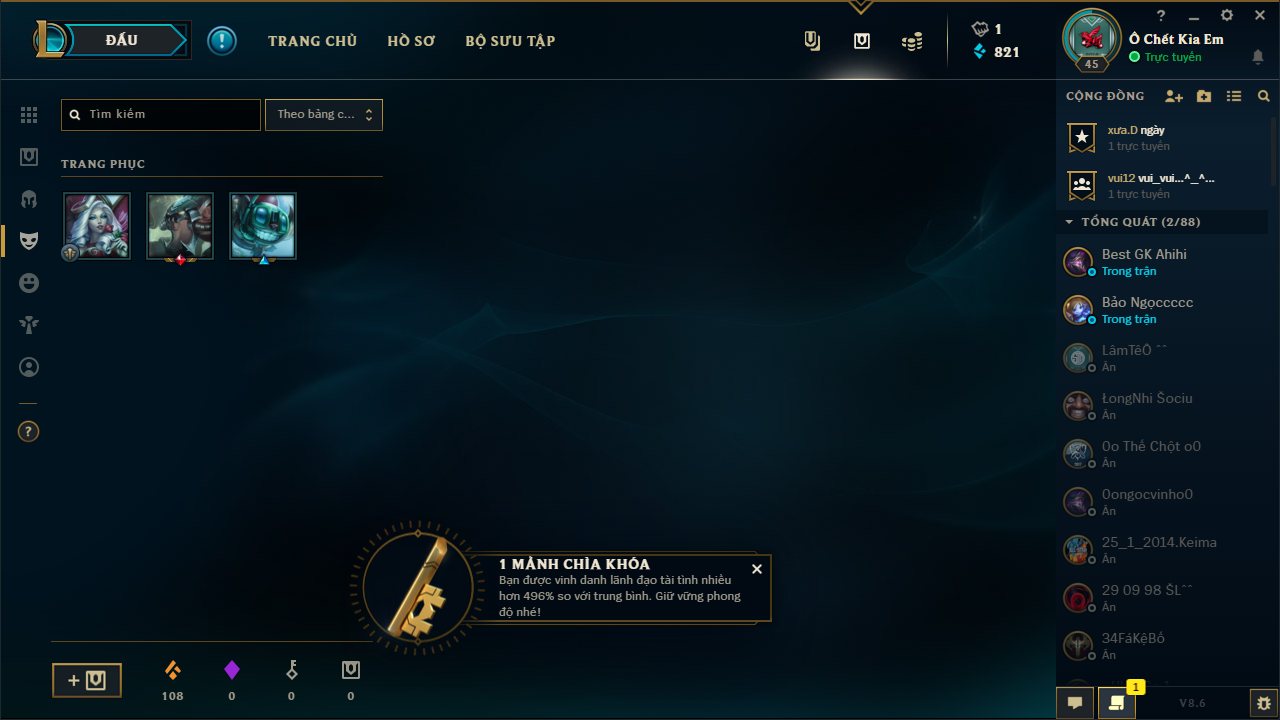 ĐẤU
!
TRANG CHỦ
HỒ SƠ
BỘ SƯU TẬP
1
821
?
45
Ô Chết Kìa Em
Trực tuyến
Tìm kiếm
Theo bảng c...
TRANG PHỤC
CỘNG ĐỒNG
xưa.D ngày
1 trực tuyến
vui12 vui_vui...^_^...
1 trực tuyến
TỔNG QUÁT (2/88)
Best GK Ahihi
Trong trận
Bảo Ngọccccc
Trong trận
LâmTêÔ ˆˆ
Ẩn
ŁongNhi Šociu
Ẩn
0o Thế Chột o0
Ẩn
0ongocvinho0
Ẩn
25_1_2014.Keima
Ẩn
29 09 98 ŠLˆˆ
Ẩn
34FáKệBố
Ẩn
?
1 MẢNH CHÌA KHÓA
Bạn được vinh danh lãnh đạo tài tình nhiều
hơn 496% so với trung bình. Giữ vững phong
độ nhé!
+
108
0
0
0
1
V8.6